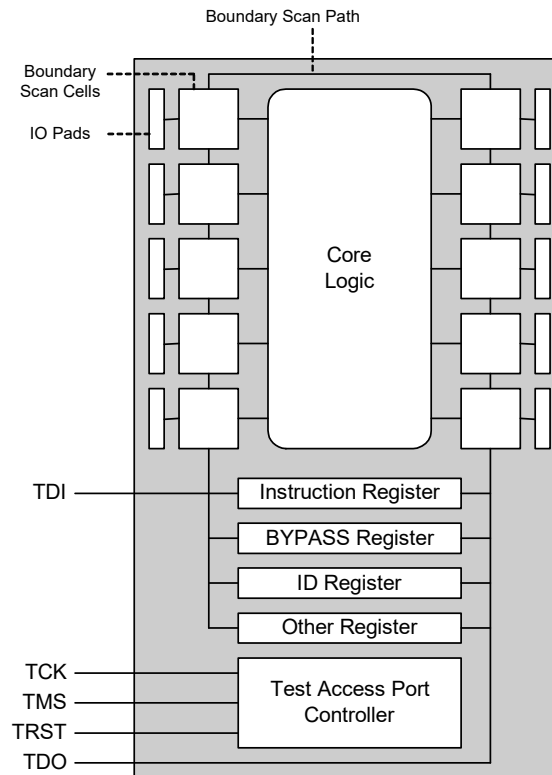 Boundary Scan Path
Boundary
Scan Cells
IO Pads
Core
Logic
TDI
Instruction Register
BYPASS Register
ID Register
Other Register
TCK
TMS
TRST
TDO
Test Access Port
Controller